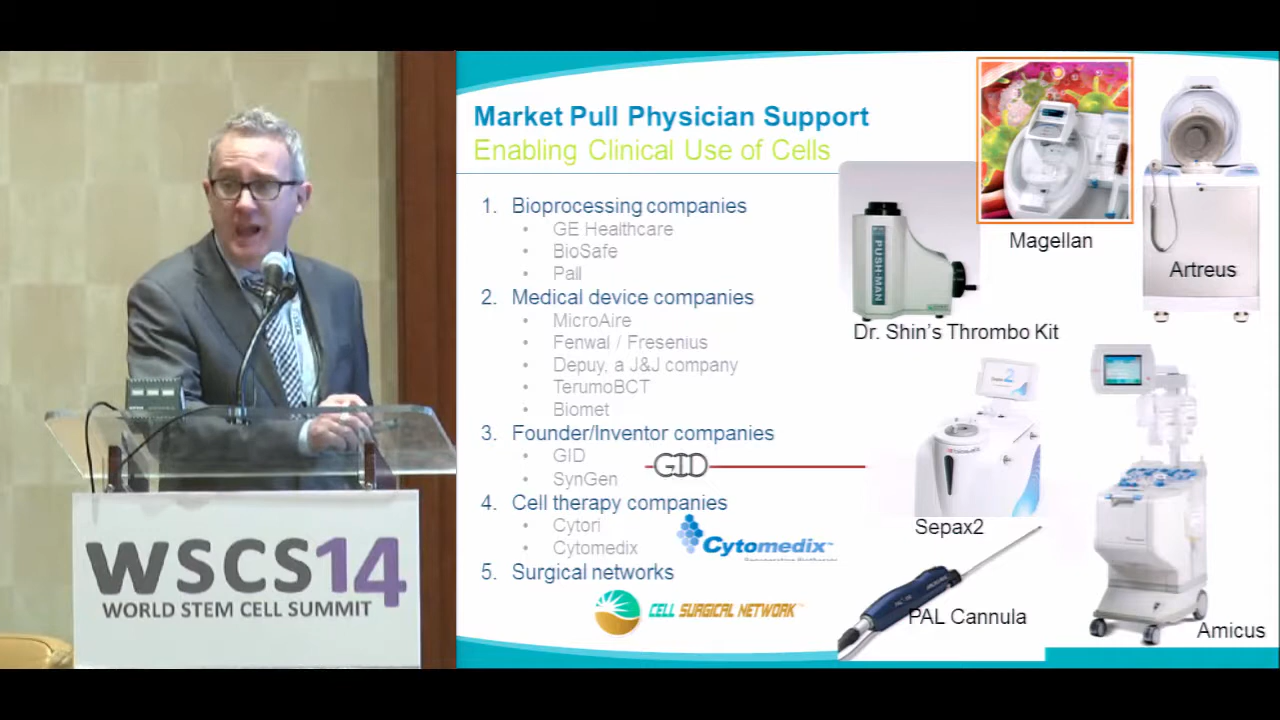 Market Pull Physician Support
Enabling Clinical Use of Cells
1. Bioprocessing companies
• GE Healthcare
• BioSafe
• Pall
2. Medical device companies
• MicroAire
• Fenwal / Fresenius
• Depuy, a J&J company
• TerumoBCT
• Biomet
3. Founder/Inventor companies
• GID
• SynGen
GID
4. Cell therapy companies
• Cytori
• Cytomedix
Cytomedix™
5. Surgical networks
CELL SURGICAL NETWORK™
Magellan
Artreus
PUSH-MAN
Dr. Shin's Thrombo Kit
Sepax2
PAL Cannula
Amicus
WSCS14
WORLD STEM CELL SUMMIT